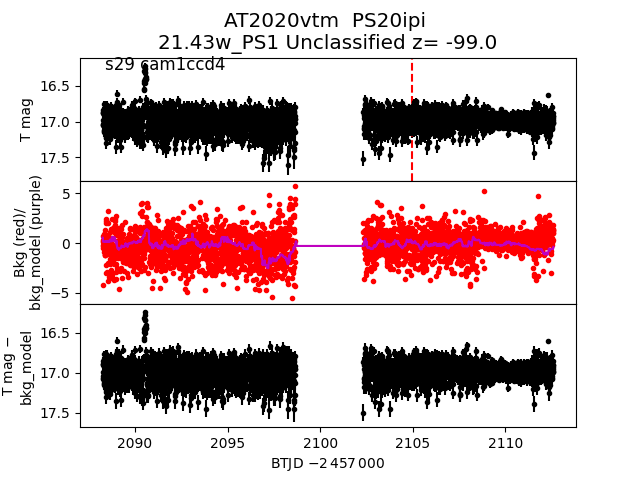 AT2020vtm  PS20ipi
21.43w_PS1 Unclassified z= -99.0
s29 cam1ccd4
16.5
17.0
17.5
T mag
5
0
−5
Bkg (red)/
bkg_model (purple)
16.5
17.0
17.5
T mag −
bkg_model
2090
2095
2100
2105
2110
BTJD −2 457 000